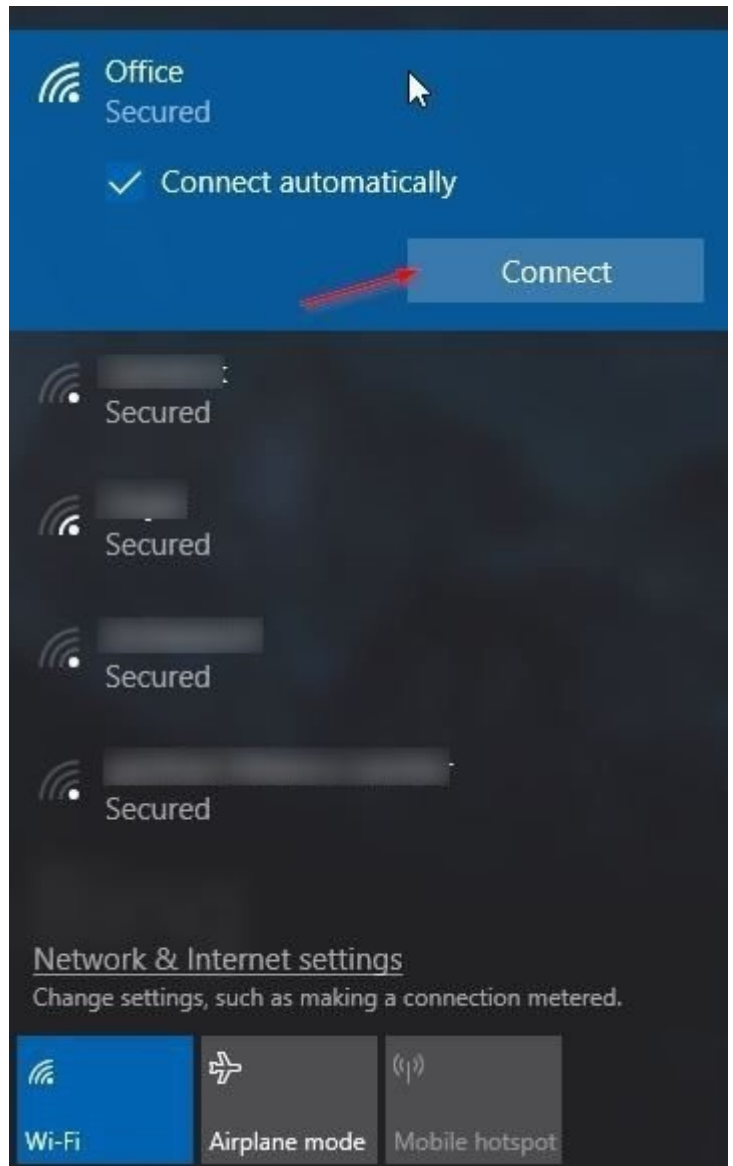 Office
Secured
Connect automatically
Connect
Secured
Secured
Secured
Secured
Network & Internet settings
Change settings, such as making a connection metered.
Wi-Fi
Airplane mode
Mobile hotspot